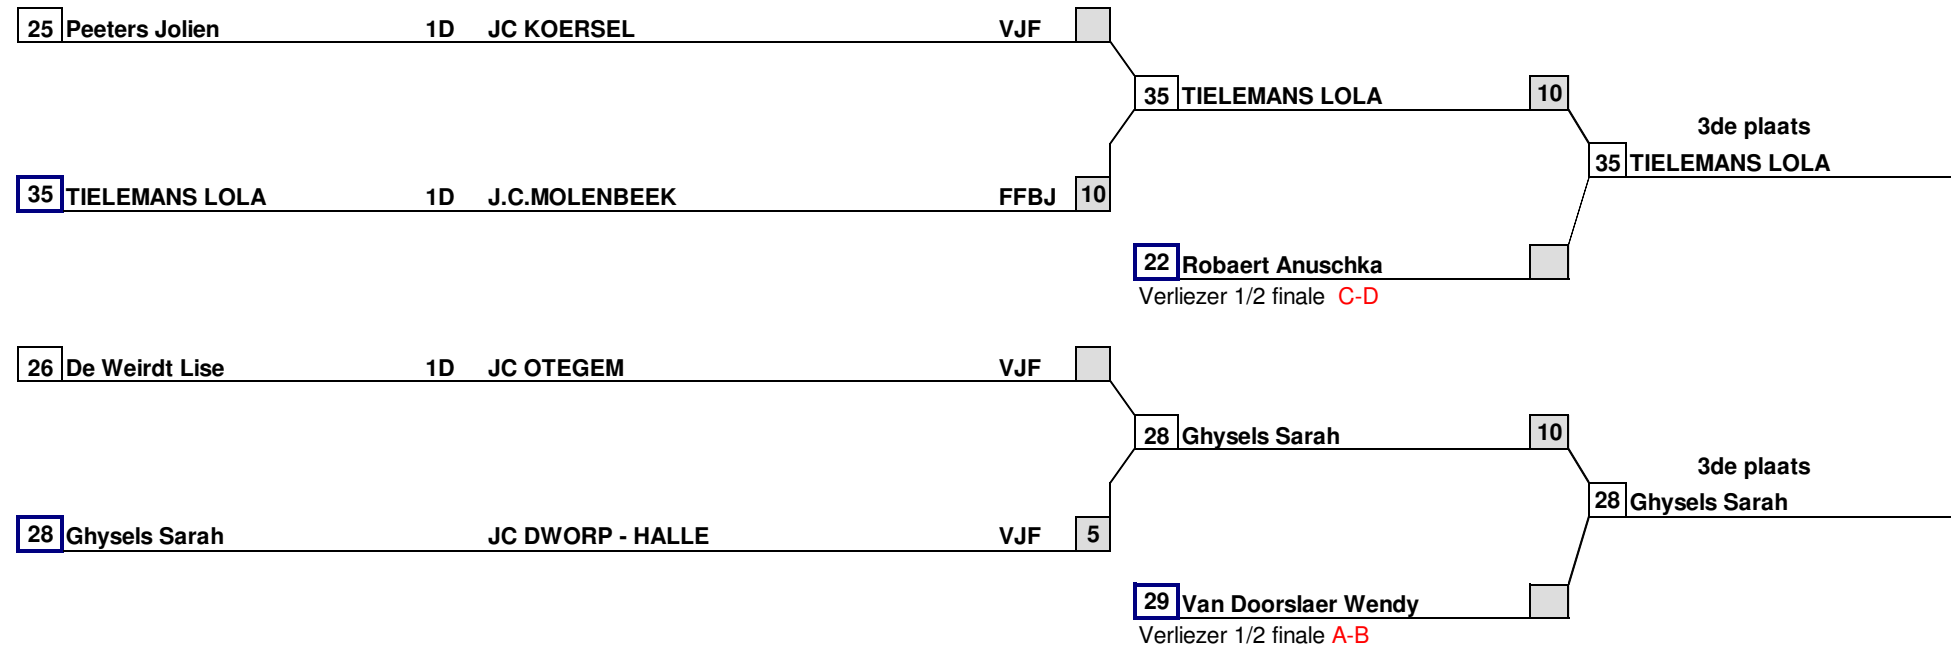 25 Peeters Jolien 1D JC KOERSEL VJF
35 TIELEMANS LOLA 10
3de plaats
35 TIELEMANS LOLA
35 TIELEMANS LOLA 1D J.C.MOLENBEEK FFBJ 10
22 Robaert Anuschka
Verliezer 1/2 finale C-D
26 De Weirdt Lise 1D JC OTEGEM VJF
28 Ghysels Sarah 10
3de plaats
28 Ghysels Sarah
28 Ghysels Sarah JC DWORP - HALLE VJF 5
29 Van Doorslaer Wendy
Verliezer 1/2 finale A-B